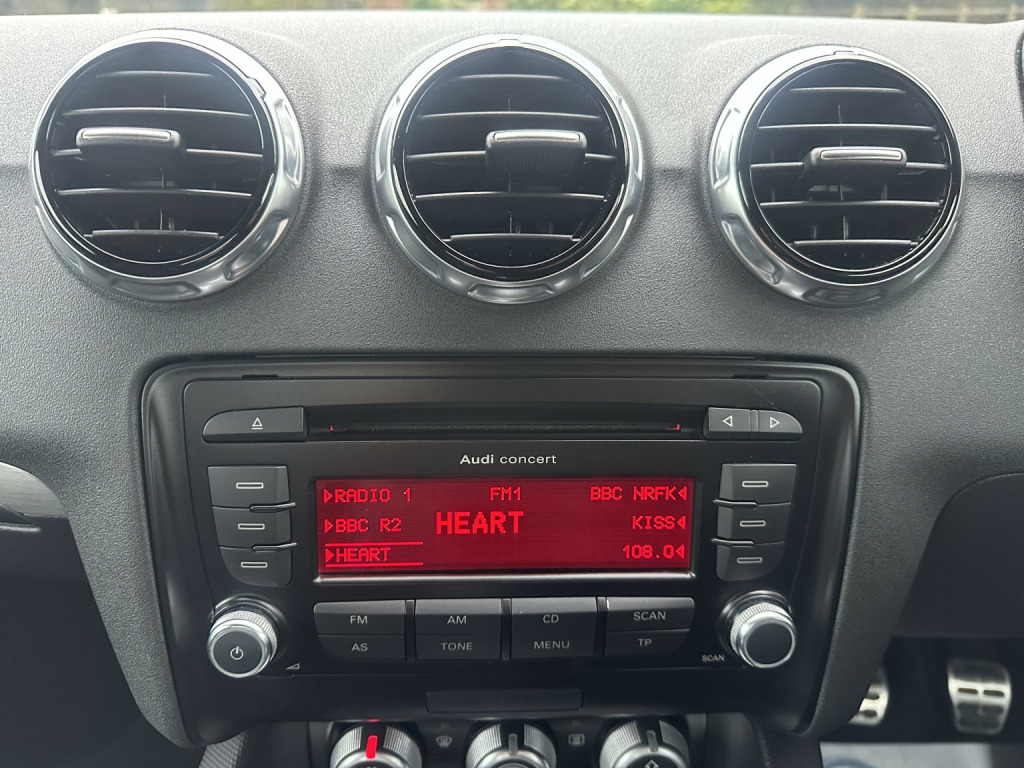 Audi concert
RADIO 1 FM1 BBC NRFK
BBC R2 HEART KISS
HEART 108.0
FM AM CD SCAN
AS TONE MENU TP
SCAN